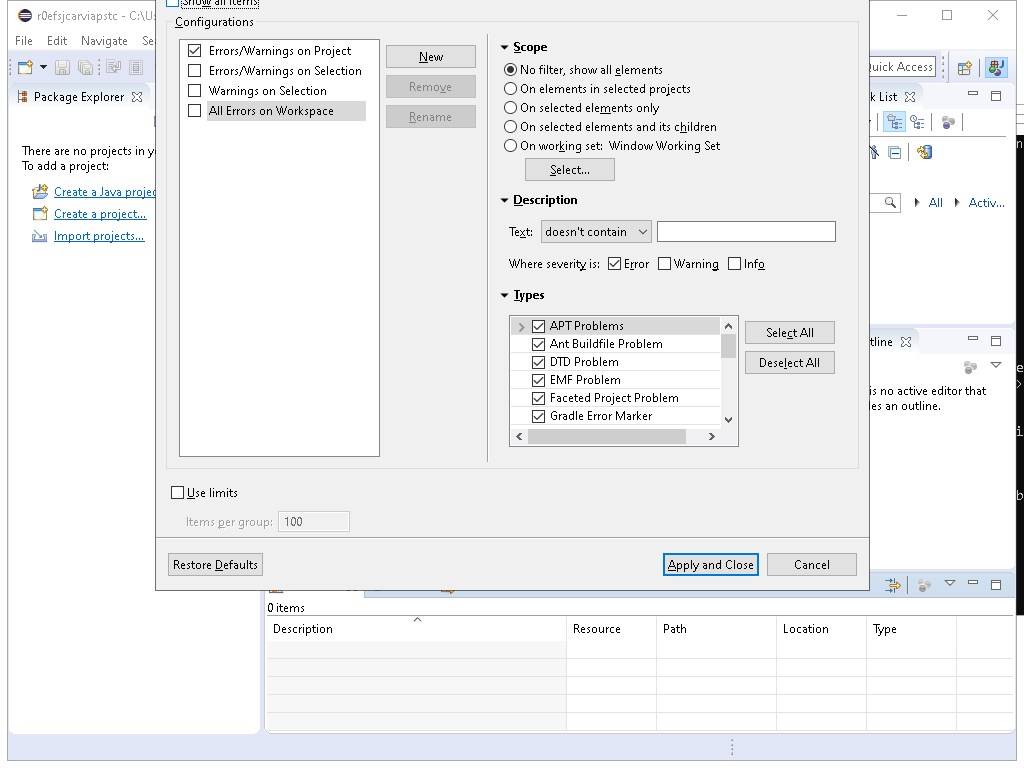 Show all items
r0efsjcarviapstc - C:\Us
File Edit Navigate Se
Configurations
Errors/Warnings on Project
Errors/Warnings on Selection
Warnings on Selection
All Errors on Workspace
New
Remove
Rename
Scope
No filter, show all elements
On elements in selected projects
On selected elements only
On selected elements and its children
On working set: Window Working Set
Select...
Description
Text: doesn't contain
Where severity is: Error Warning Info
Types
APT Problems
Ant Buildfile Problem
DTD Problem
EMF Problem
Faceted Project Problem
Gradle Error Marker
Select All
Deselect All
Use limits
Items per group: 100
Restore Defaults
Apply and Close
Cancel
Package Explorer
There are no projects in y
To add a project:
Create a Java projec
Create a project...
Import projects...
Quick Access
k List
All Activ...
tline
is no active editor that
les an outline.
0 items
Description Resource Path Location Type